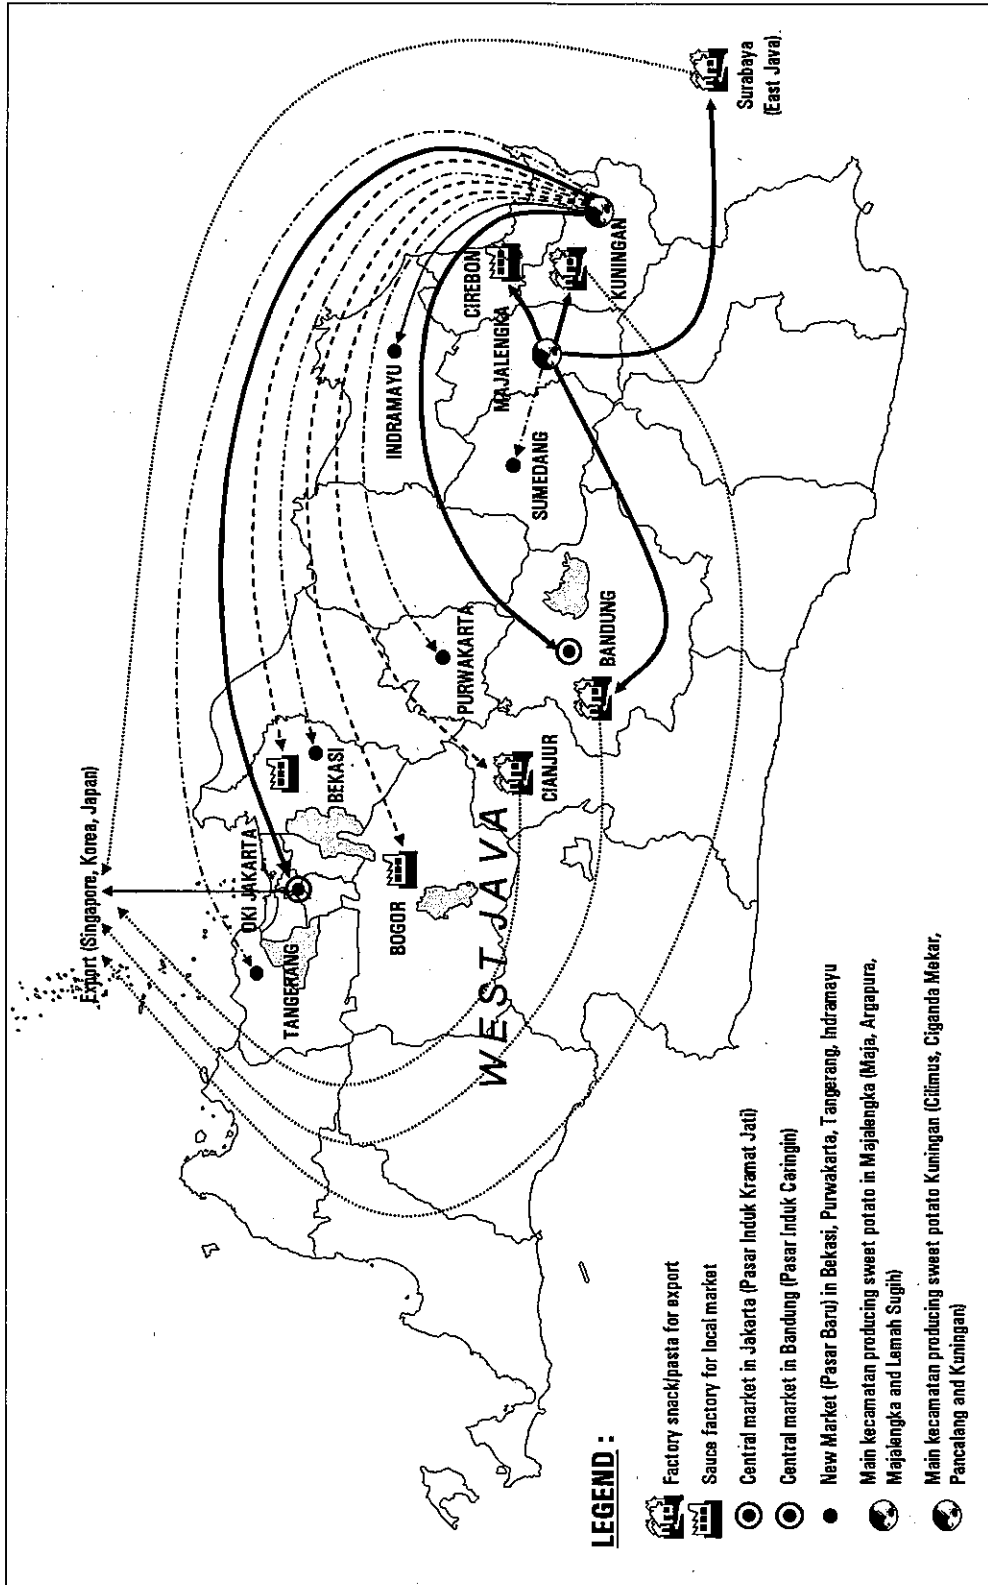 Export (Singapore, Korea, Japan)
Surabaya
(East Java)
OKI JAKARTA
TANGERANG
BEKASI
BOGOR
PURWAKARTA
INDRAMAYU
CIREBON
MAJALENGKA
KUNINGAN
SUMEDANG
BANDUNG
CIANJUR
WEST JAVA
LEGEND :
Factory snack/pasta for export
Sauce factory for local market
Central market in Jakarta (Pasar Induk Kramat Jati)
Central market in Bandung (Pasar Induk Caringin)
New Market (Pasar Baru) in Bekasi, Purwakarta, Tangerang, Indramayu
Main kecamatan producing sweet potato in Majalengka (Maja, Argapura,
Majalengka and Lemah Sugih)
Main kecamatan producing sweet potato Kuningan (Cilimus, Ciganda Mekar,
Pancalang and Kuningan)